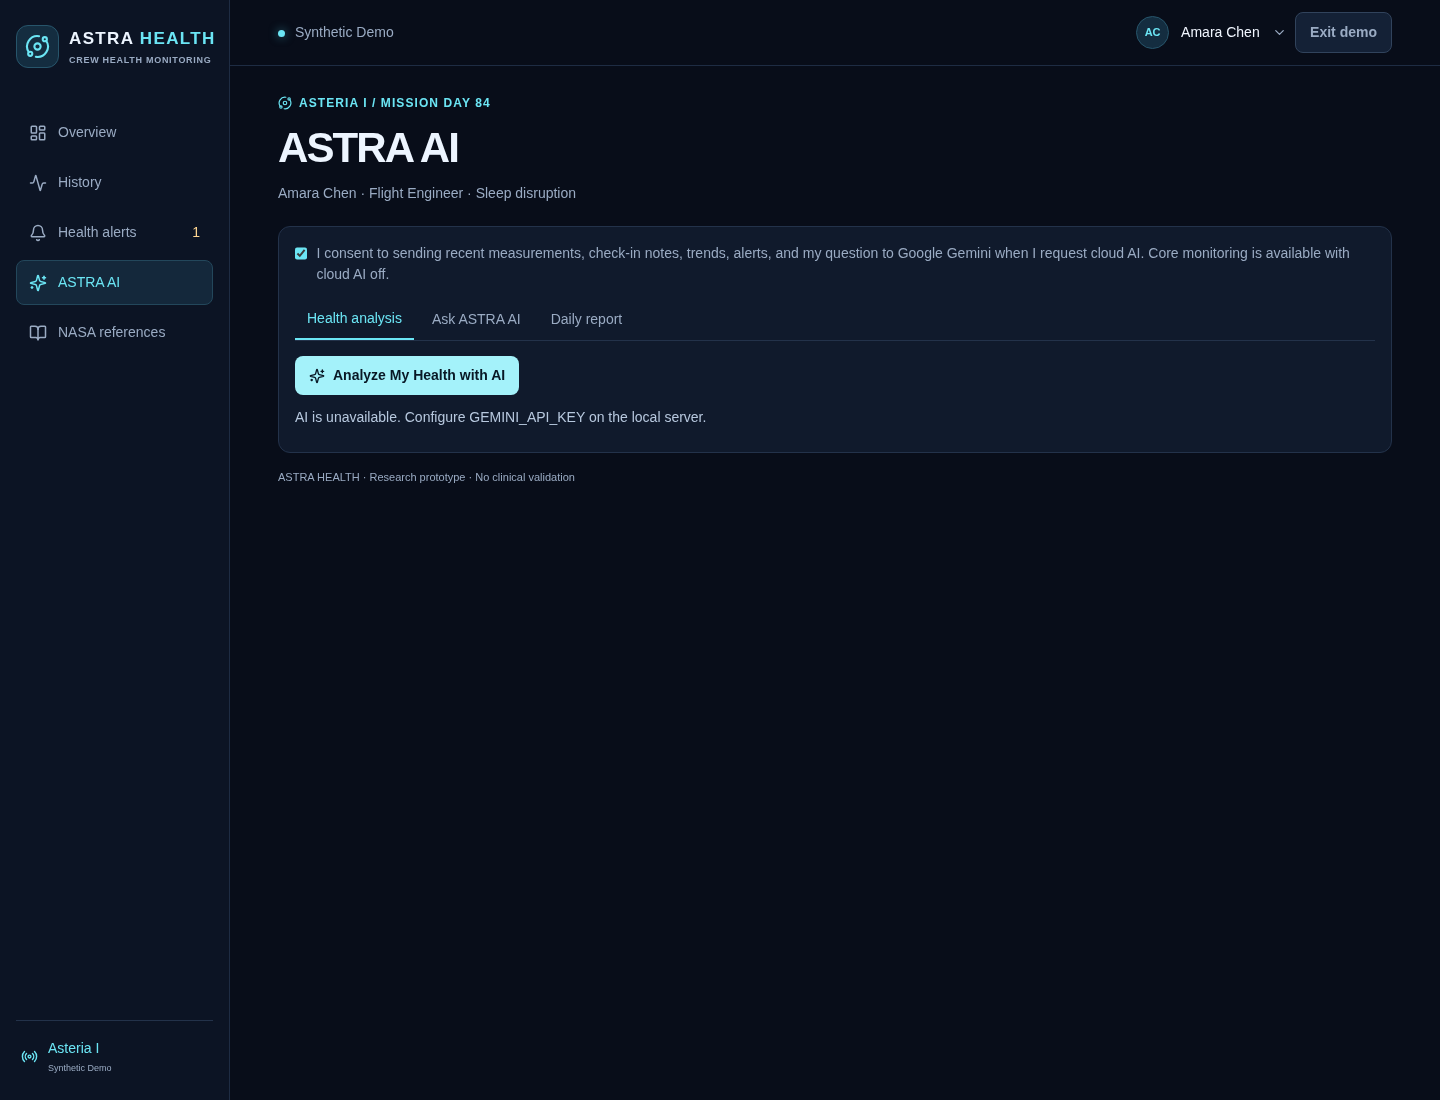 ASTRA HEALTH
CREW HEALTH MONITORING
Overview
History
Health alerts 1
ASTRA AI
NASA references
Asteria I
Synthetic Demo
Synthetic Demo
AC Amara Chen Exit demo
ASTERIA I / MISSION DAY 84
ASTRA AI
Amara Chen · Flight Engineer · Sleep disruption
I consent to sending recent measurements, check-in notes, trends, alerts, and my question to Google Gemini when I request cloud AI. Core monitoring is available with
cloud AI off.
Health analysis Ask ASTRA AI Daily report
Analyze My Health with AI
AI is unavailable. Configure GEMINI_API_KEY on the local server.
ASTRA HEALTH · Research prototype · No clinical validation